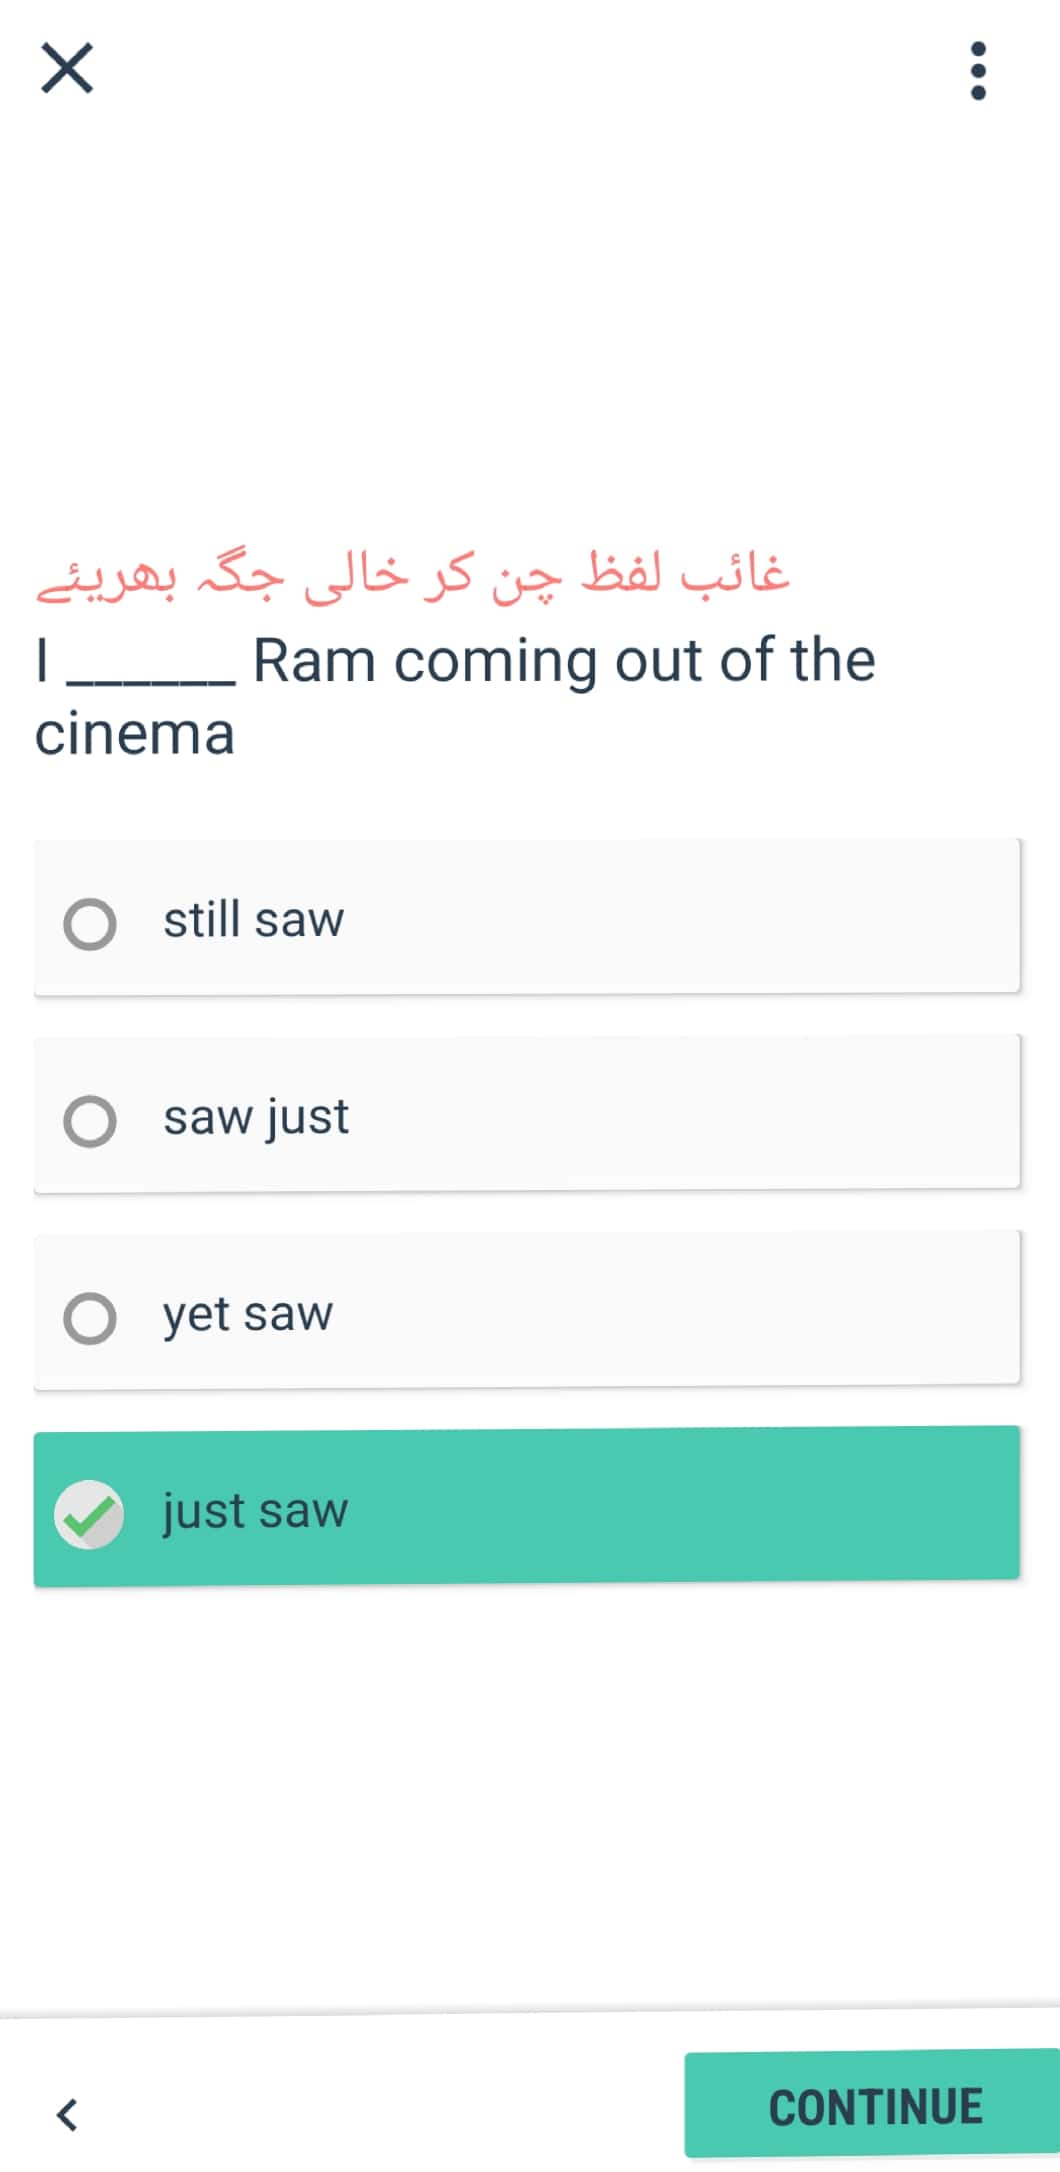 غائب لفظ چن کر خالی جگہ بھریئے
I ______ Ram coming out of the
cinema
still saw
saw just
yet saw
just saw
CONTINUE